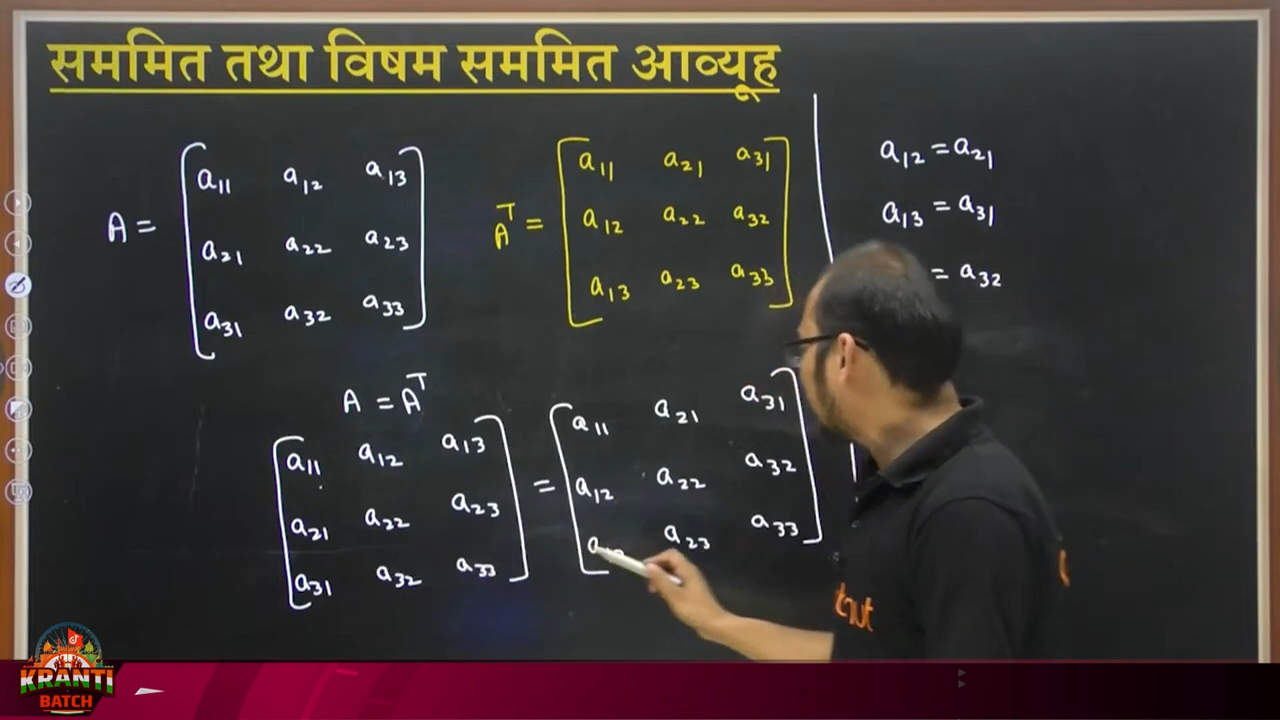 सममित तथा विषम सममित आव्यूह
A = [ a11 a12 a13
a21 a22 a23
a31 a32 a33 ]
A^T = [ a11 a21 a31
a12 a22 a32
a13 a23 a33 ]
a12 = a21
a13 = a31
= a32
A = A^T
[ a11 a12 a13
a21 a22 a23
a31 a32 a33 ]
= [ a11 a21 a31
a12 a22 a32
a23 a33 ]
KRANTI
BATCH